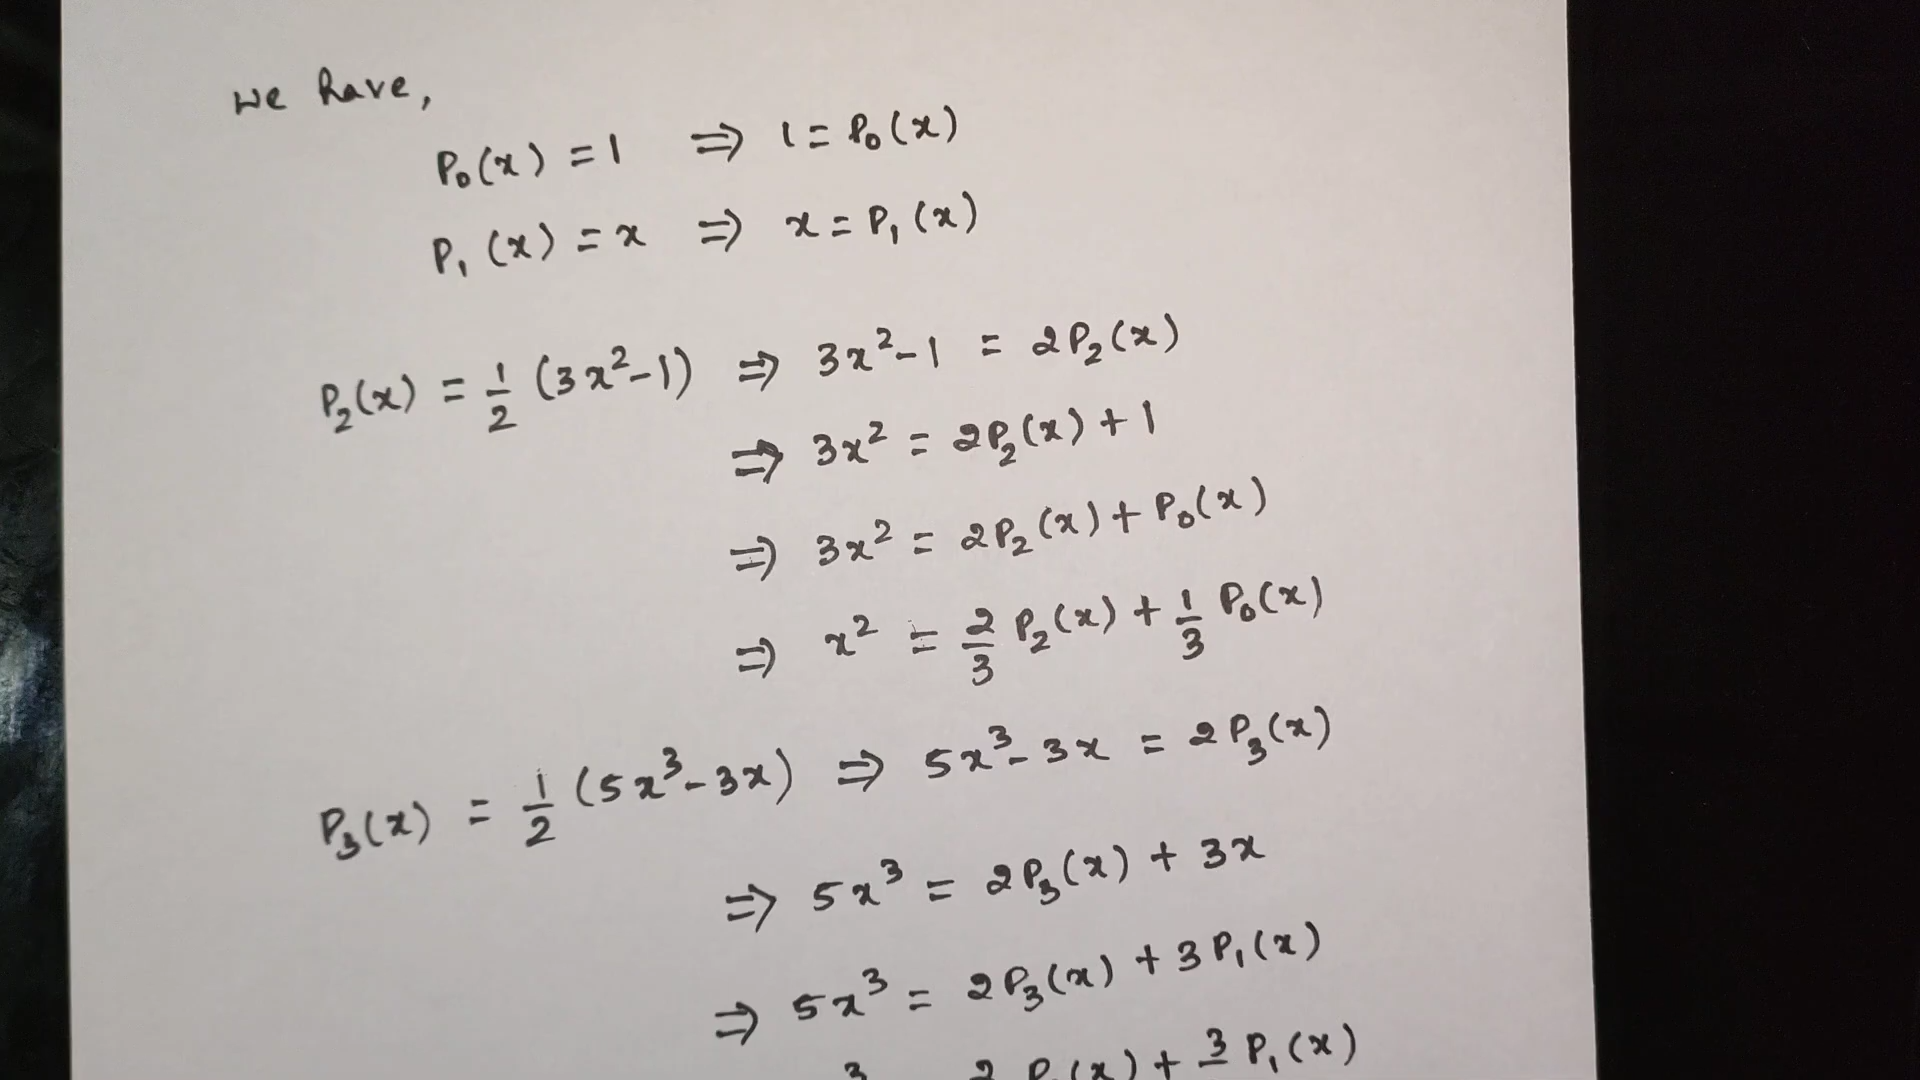 we have,
P₀(x) = 1 ⇒ 1 = P₀(x)
P₁(x) = x ⇒ x = P₁(x)
P₂(x) = 1/2 (3x²-1) ⇒ 3x²-1 = 2P₂(x)
⇒ 3x² = 2P₂(x) + 1
⇒ 3x² = 2P₂(x) + P₀(x)
⇒ x² = 2/3 P₂(x) + 1/3 P₀(x)
P₃(x) = 1/2 (5x³-3x) ⇒ 5x³-3x = 2P₃(x)
⇒ 5x³ = 2P₃(x) + 3x
⇒ 5x³ = 2P₃(x) + 3P₁(x)
3 2 P (x) + 3 P₁(x)